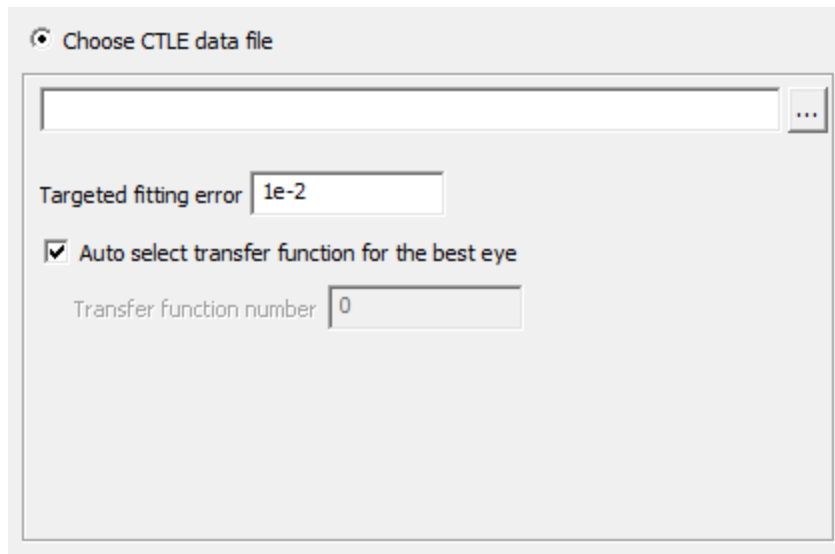 Choose CTLE data file
...
Targeted fitting error 1e-2
Auto select transfer function for the best eye
Transfer function number 0